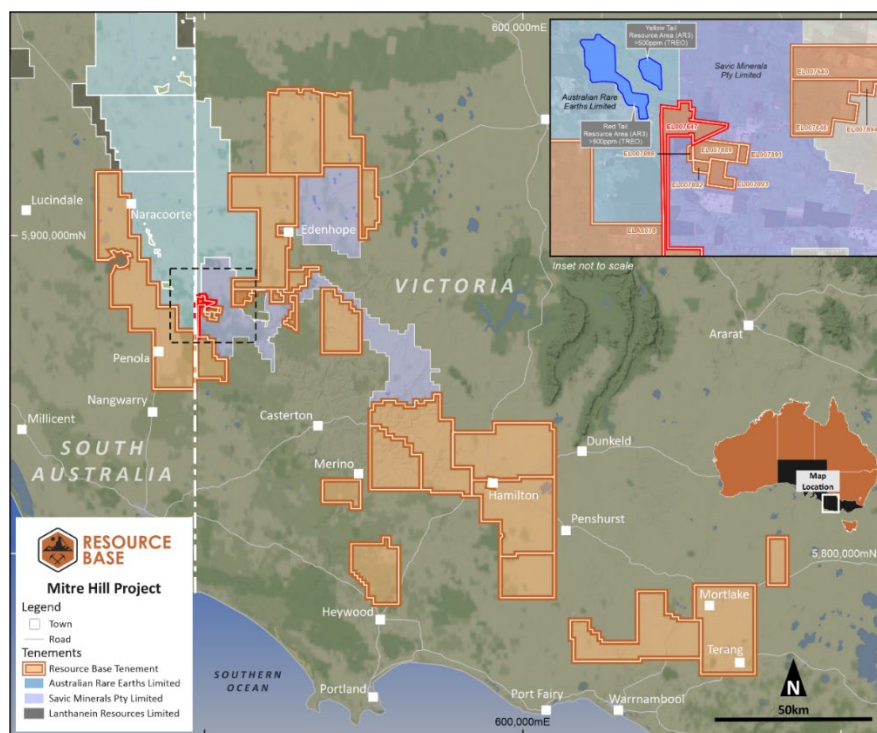 600,000mE
Yellow Tail
Resource Area (AR3)
>500ppm (TREO)
Savic Minerals
Pty Limited
Australian Rare
Earths Limited
Red Tail
Resource Area (AR3)
>500ppm (TREO)
EL007647
EL007891
Inset not to scale
Lucindale
Naracoorte
5,900,000mN
Edenhope
VICTORIA
Ararat
Penola
Nangwarry
Millicent
Casterton
SOUTH
AUSTRALIA
Dunkeld
Merino
Hamilton
Map
Location
Penshurst
RESOURCE
BASE
Mitre Hill Project
Legend
Town
Road
Tenements
Resource Base Tenement
Australian Rare Earths Limited
Savic Minerals Pty Limited
Lanthanein Resources Limited
5,800,000mN
Heywood
Mortlake
Terang
SOUTHERN
OCEAN
Portland
Port Fairy
Warrnambool
600,000mE
N
50km